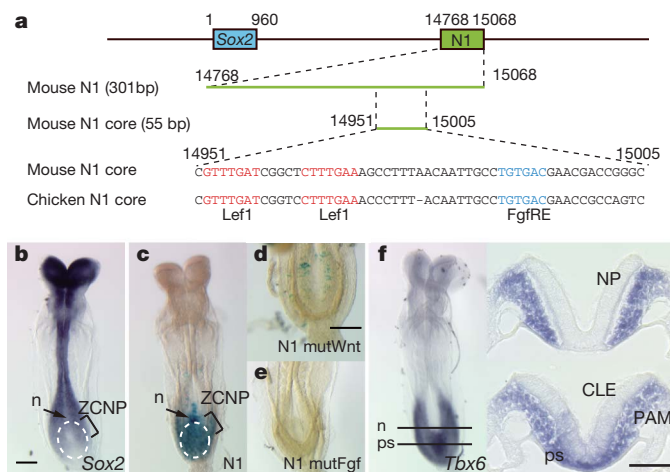 a
1 960 14768 15068
Sox2 N1
Mouse N1 (301bp) 14768 15068
Mouse N1 core (55 bp) 14951 15005
14951 15005
Mouse N1 core CGTTTGATCGGCTCTTTGAAAGCCTTTAACAATTGCCTGTGACGAACGACCGGGC
Chicken N1 core CGTTTGATCGGTCCTTTGAAACCCTTT-ACAATTGCCTGTGACGAACCGCCAGTC
Lef1 Lef1 FgfRE
b
n
ZCNP
Sox2
c
n
ZCNP
N1
d
N1 mutWnt
e
N1 mutFgf
f
n
ps
Tbx6
NP
CLE
PAM
ps